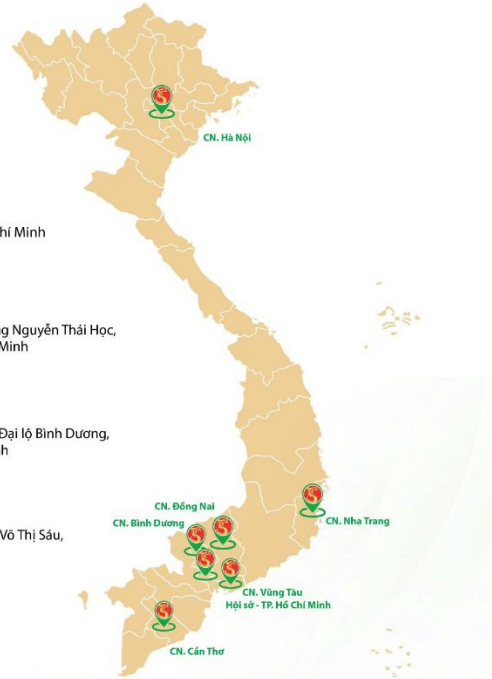 CN. Hà Nội
hí Minh
g Nguyễn Thái Học,
Minh
Đại lộ Bình Dương,
h
CN. Đồng Nai
CN. Bình Dương
CN. Nha Trang
Võ Thị Sáu,
CN. Vũng Tàu
Hội sở - TP. Hồ Chí Minh
CN. Cần Thơ